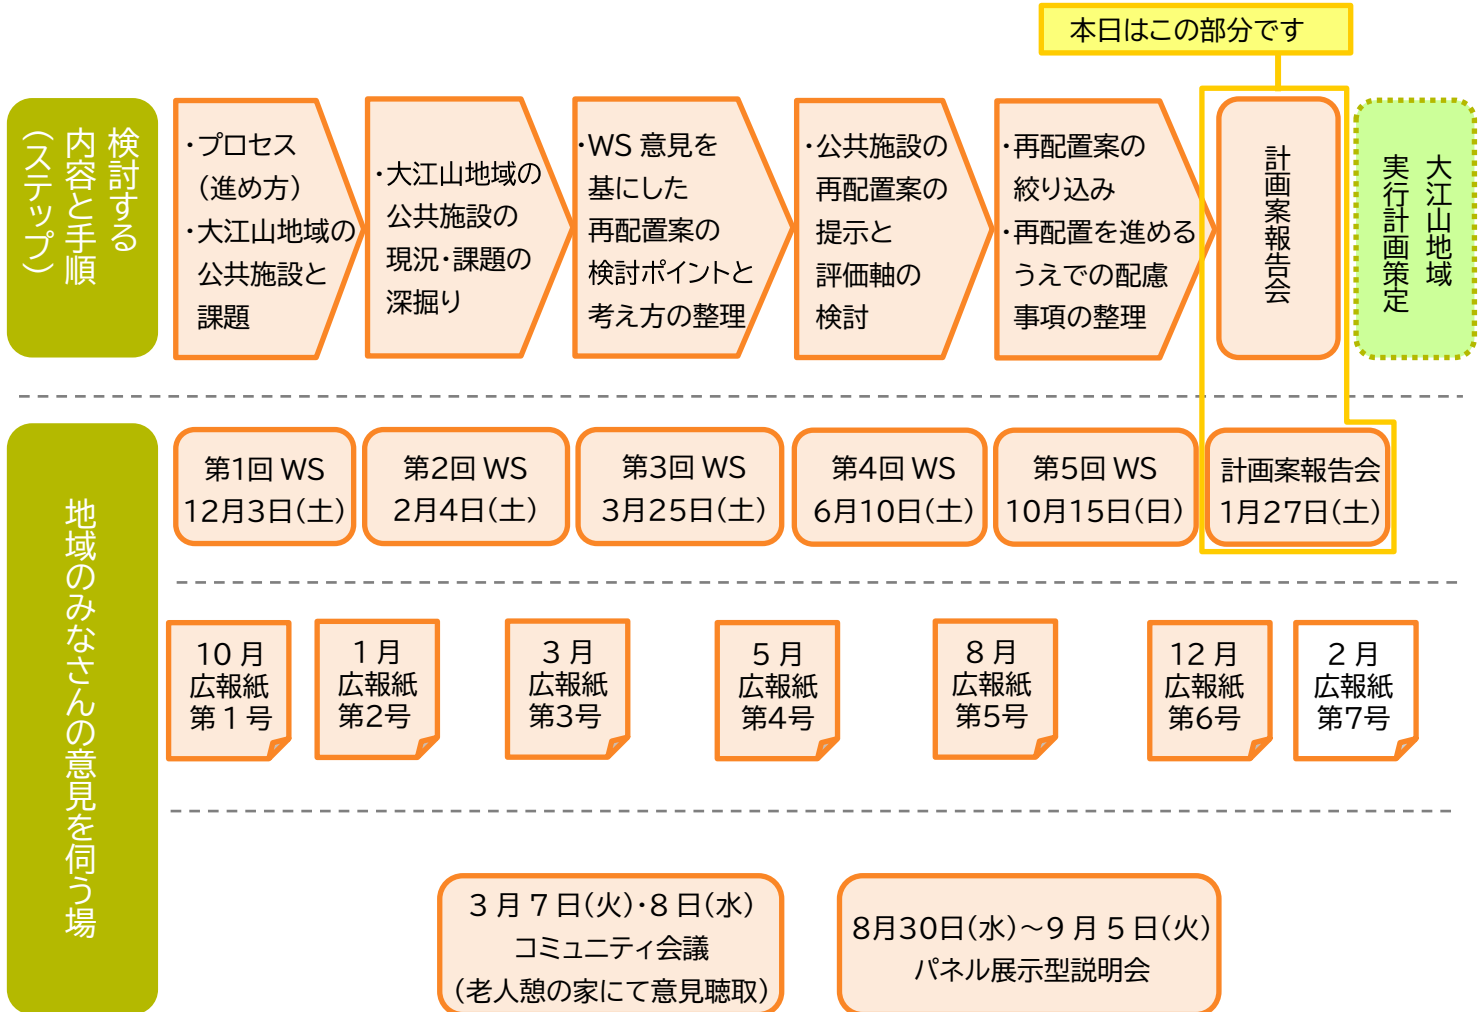 本日はこの部分です
検討する
内容と手順
(ステップ)
・プロセス
(進め方)
・大江山地域の
公共施設と
課題
・大江山地域の
公共施設の
現況・課題の
深掘り
・WS 意見を
基にした
再配置案の
検討ポイントと
考え方の整理
・公共施設の
再配置案の
提示と
評価軸の
検討
・再配置案の
絞り込み
・再配置を進める
うえでの配慮
事項の整理
計画案報告会
大江山地域
実行計画策定
地域のみなさんの意見を伺う場
第1回 WS
12月3日(土)
第2回 WS
2月4日(土)
第3回 WS
3月25日(土)
第4回 WS
6月10日(土)
第5回 WS
10月15日(日)
計画案報告会
1月27日(土)
10 月
広報紙
第 1 号
1 月
広報紙
第2号
3 月
広報紙
第3号
5 月
広報紙
第4号
8 月
広報紙
第5号
12 月
広報紙
第6号
2 月
広報紙
第7号
3 月 7 日(火)・8 日(水)
コミュニティ会議
(老人憩の家にて意見聴取)
8月30日(水)～9 月 5 日(火)
パネル展示型説明会